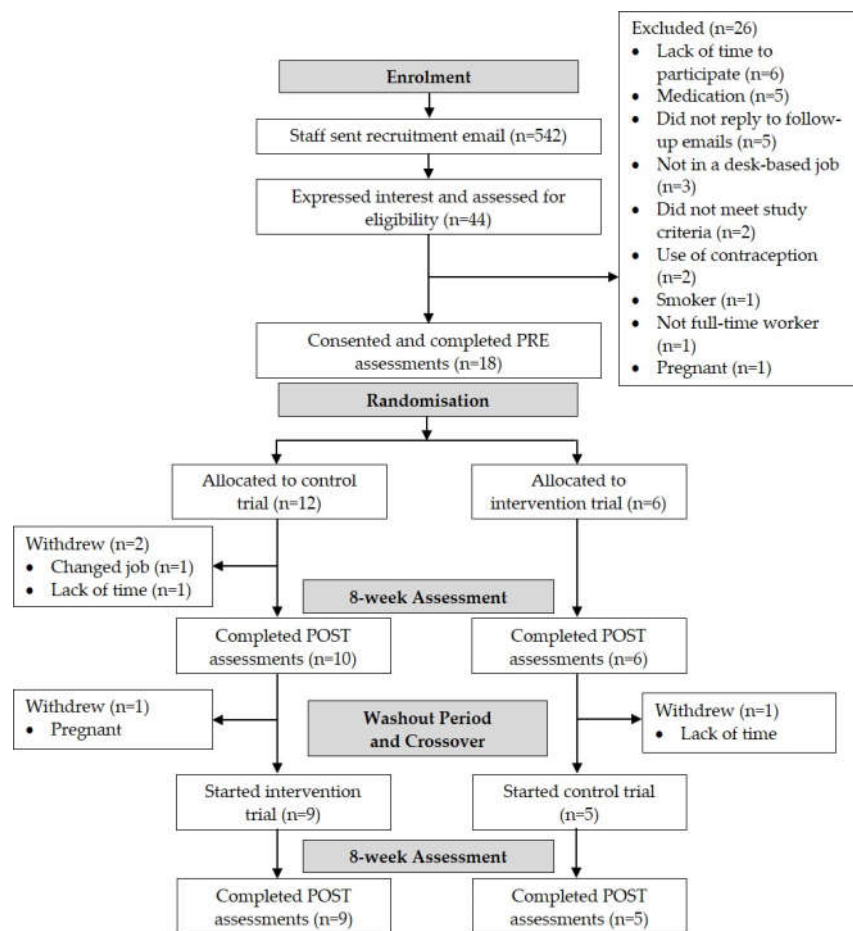 Enrolment
Staff sent recruitment email (n=542)
Expressed interest and assessed for
eligibility (n=44)
Excluded (n=26)
• Lack of time to
participate (n=6)
• Medication (n=5)
• Did not reply to follow-
up emails (n=5)
• Not in a desk-based job
(n=3)
• Did not meet study
criteria (n=2)
• Use of contraception
(n=2)
• Smoker (n=1)
• Not full-time worker
(n=1)
• Pregnant (n=1)
Consented and completed PRE
assessments (n=18)
Randomisation
Allocated to control
trial (n=12)
Allocated to
intervention trial (n=6)
Withdrew (n=2)
• Changed job (n=1)
• Lack of time (n=1)
8-week Assessment
Completed POST
assessments (n=10)
Completed POST
assessments (n=6)
Withdrew (n=1)
• Pregnant
Washout Period
and Crossover
Withdrew (n=1)
• Lack of time
Started intervention
trial (n=9)
Started control trial
(n=5)
8-week Assessment
Completed POST
assessments (n=9)
Completed POST
assessments (n=5)